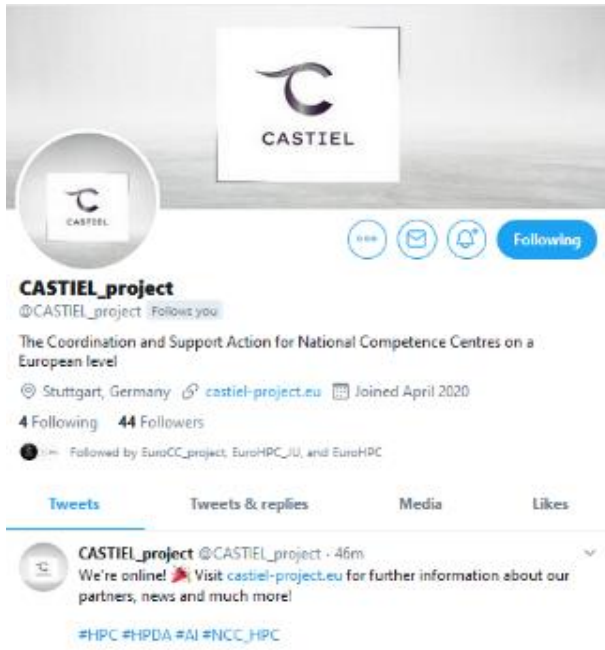 CASTIEL
CASTIEL
Following
CASTIEL_project
@CASTIEL_project Follows you
The Coordination and Support Action for National Competence Centres on a
European level
Stuttgart, Germany castiel-project.eu Joined April 2020
4 Following 44 Followers
Followed by EuroCC_project, EuroHPC_JU, and EuroHPC
Tweets Tweets & replies Media Likes
CASTIEL_project @CASTIEL_project · 46m
We're online! 🎉 Visit castiel-project.eu for further information about our
partners, news and much more!
#HPC #HPDA #AI #NCC_HPC